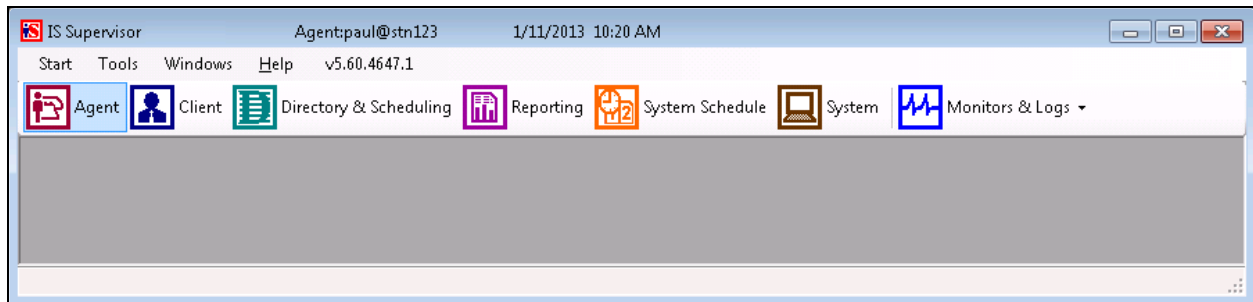 IS Supervisor Agent:paul@stn123 1/11/2013 10:20 AM
Start Tools Windows Help v5.60.4647.1
Agent Client Directory & Scheduling Reporting System Schedule System Monitors & Logs